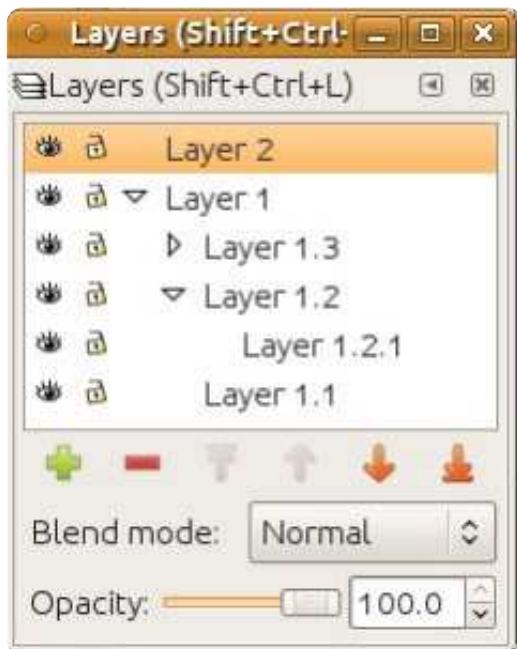 Layers (Shift+Ctrl-
Layers (Shift+Ctrl+L)
Layer 2
Layer 1
Layer 1.3
Layer 1.2
Layer 1.2.1
Layer 1.1
Blend mode: Normal
Opacity: 100.0